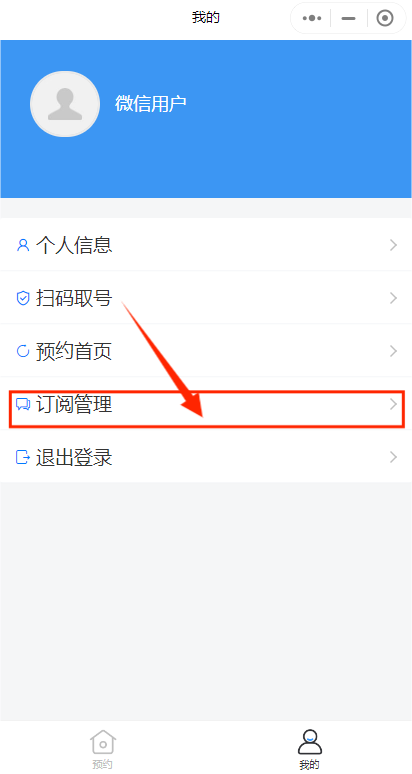 我的
微信用户
个人信息
扫码取号
预约首页
订阅管理
退出登录
预约
我的